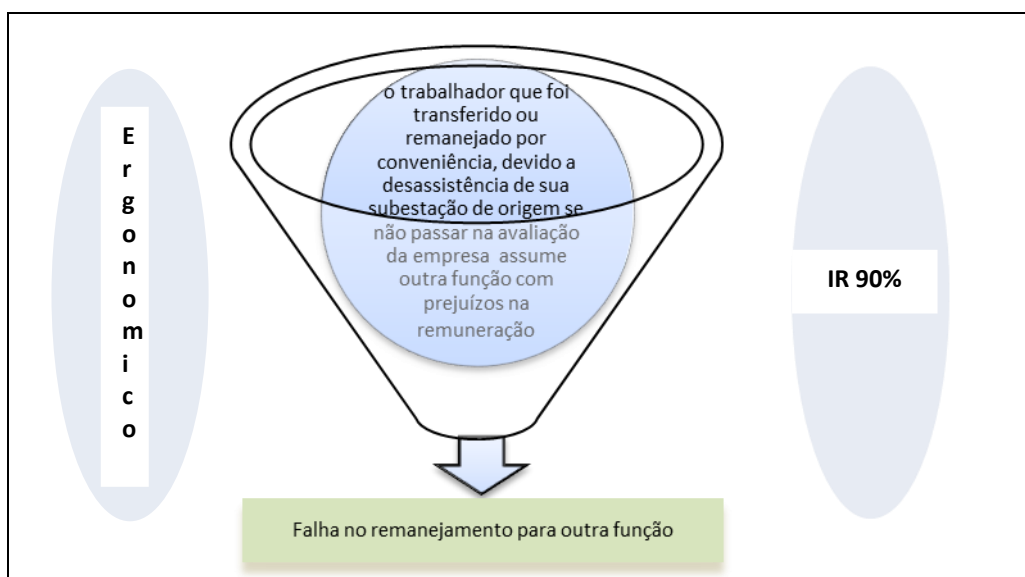 Ergonomico
o trabalhador que foi
transferido ou
remanejado por
conveniência, devido a
desassistência de sua
subestação de origem se
não passar na avaliação
da empresa assume
outra função com
prejuízos na
remuneração
IR 90%
Falha no remanejamento para outra função